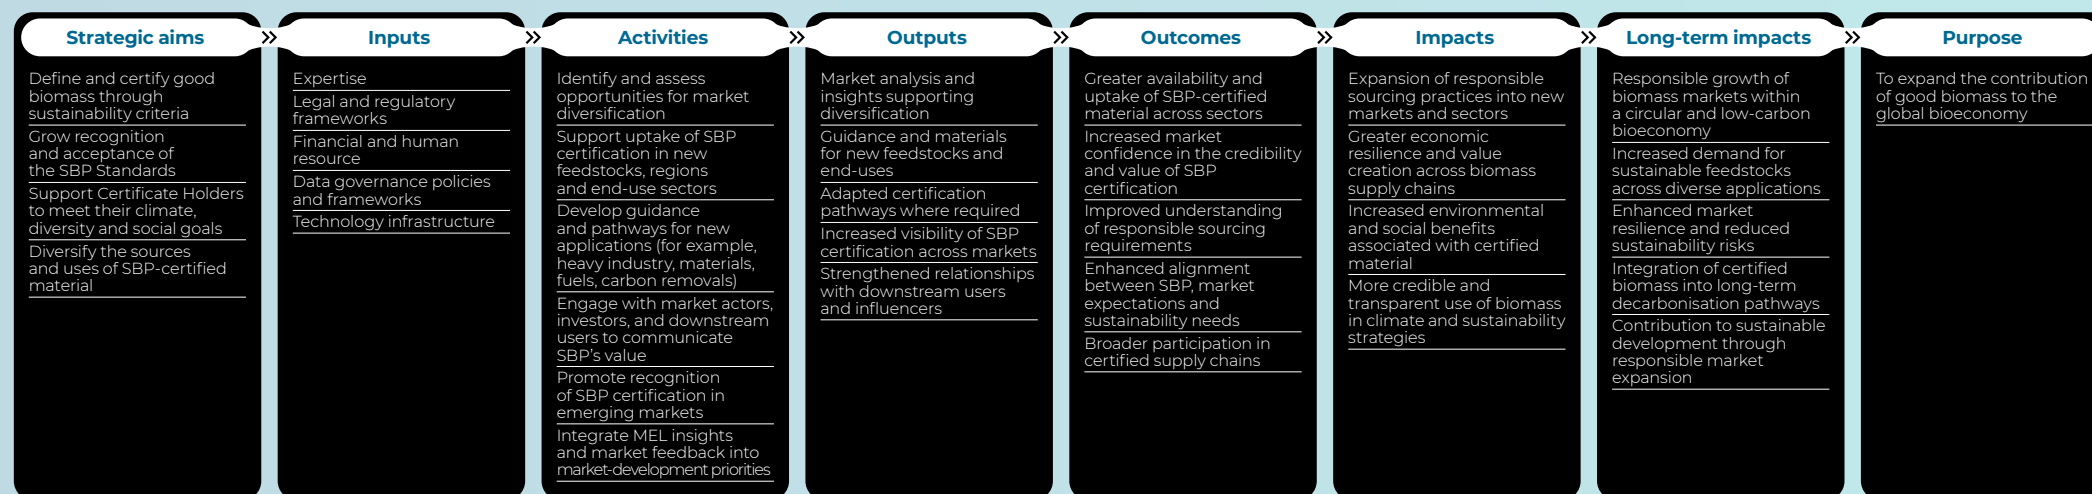 Strategic aims
Define and certify good
biomass through
sustainability criteria
Grow recognition
and acceptance of
the SBP Standards
Support Certificate Holders
to meet their climate,
diversity and social goals
Diversify the sources
and uses of SBP-certified
material
»
Inputs
Expertise
Legal and regulatory
frameworks
Financial and human
resource
Data governance policies
and frameworks
Technology infrastructure
»
Activities
Identify and assess
opportunities for market
diversification
Support uptake of SBP
certification in new
feedstocks, regions
and end-use sectors
Develop guidance
and pathways for new
applications (for example,
heavy industry, materials,
fuels, carbon removals)
Engage with market actors,
investors, and downstream
users to communicate
SBP’s value
Promote recognition
of SBP certification in
emerging markets
Integrate MEL insights
and market feedback into
market-development priorities
»
Outputs
Market analysis and
insights supporting
diversification
Guidance and materials
for new feedstocks and
end-uses
Adapted certification
pathways where required
Increased visibility of SBP
certification across markets
Strengthened relationships
with downstream users
and influencers
»
Outcomes
Greater availability and
uptake of SBP-certified
material across sectors
Increased market
confidence in the credibility
and value of SBP
certification
Improved understanding
of responsible sourcing
requirements
Enhanced alignment
between SBP, market
expectations and
sustainability needs
Broader participation in
certified supply chains
»
Impacts
Expansion of responsible
sourcing practices into new
markets and sectors
Greater economic
resilience and value
creation across biomass
supply chains
Increased environmental
and social benefits
associated with certified
material
More credible and
transparent use of biomass
in climate and sustainability
strategies
»
Long-term impacts
Responsible growth of
biomass markets within
a circular and low-carbon
bioeconomy
Increased demand for
sustainable feedstocks
across diverse applications
Enhanced market
resilience and reduced
sustainability risks
Integration of certified
biomass into long-term
decarbonisation pathways
Contribution to sustainable
development through
responsible market
expansion
»
Purpose
To expand the contribution
of good biomass to the
global bioeconomy